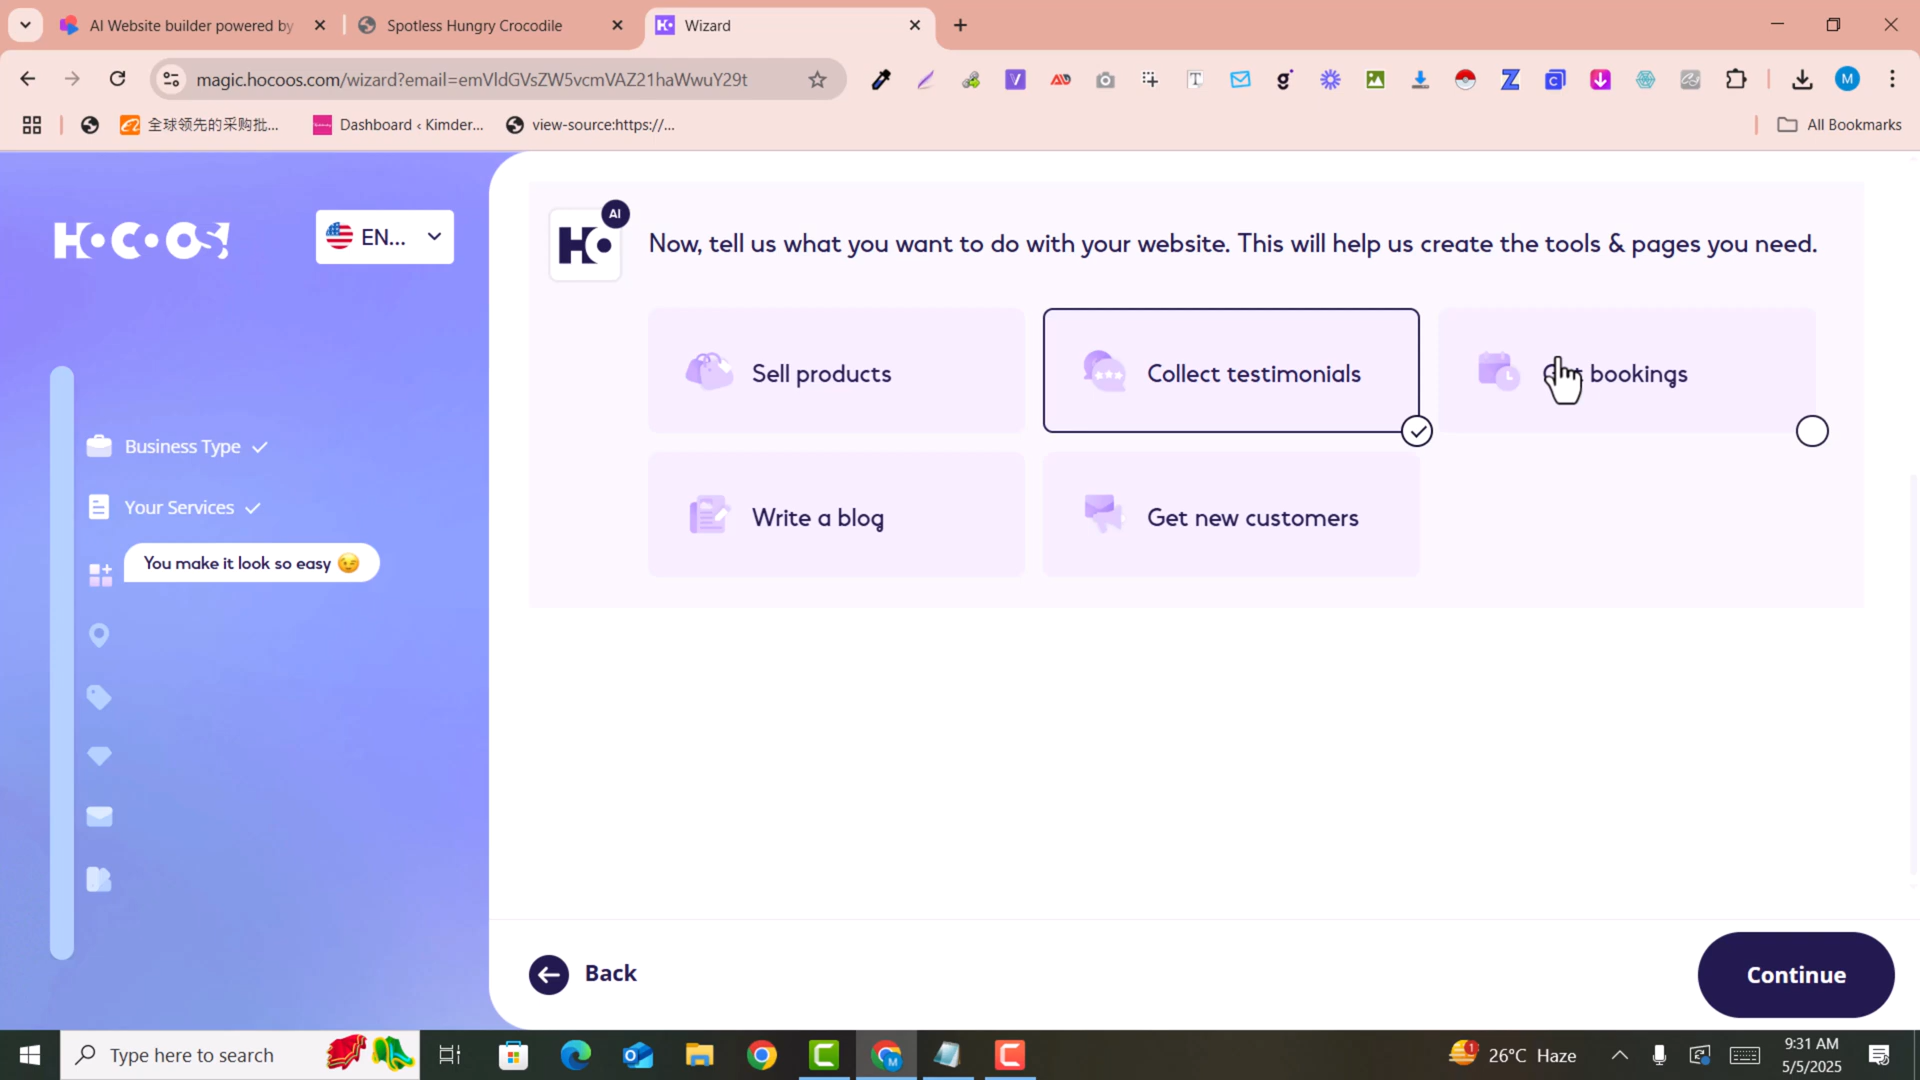 AI Website builder powered by
Spotless Hungry Crocodile
Wizard
magic.hocoos.com/wizard?email=emVldGVsZW5vcmVAZ21haWwuY29t
全球领先的采购批...
Dashboard ‹ Kimder...
view-source:https://...
All Bookmarks
HOCOOS
EN...
AI
HO
Now, tell us what you want to do with your website. This will help us create the tools & pages you need.
Sell products
Collect testimonials
bookings
Business Type
Your Services
Write a blog
Get new customers
You make it look so easy 😉
Back
Continue
Type here to search
26°C Haze
9:31 AM
5/5/2025